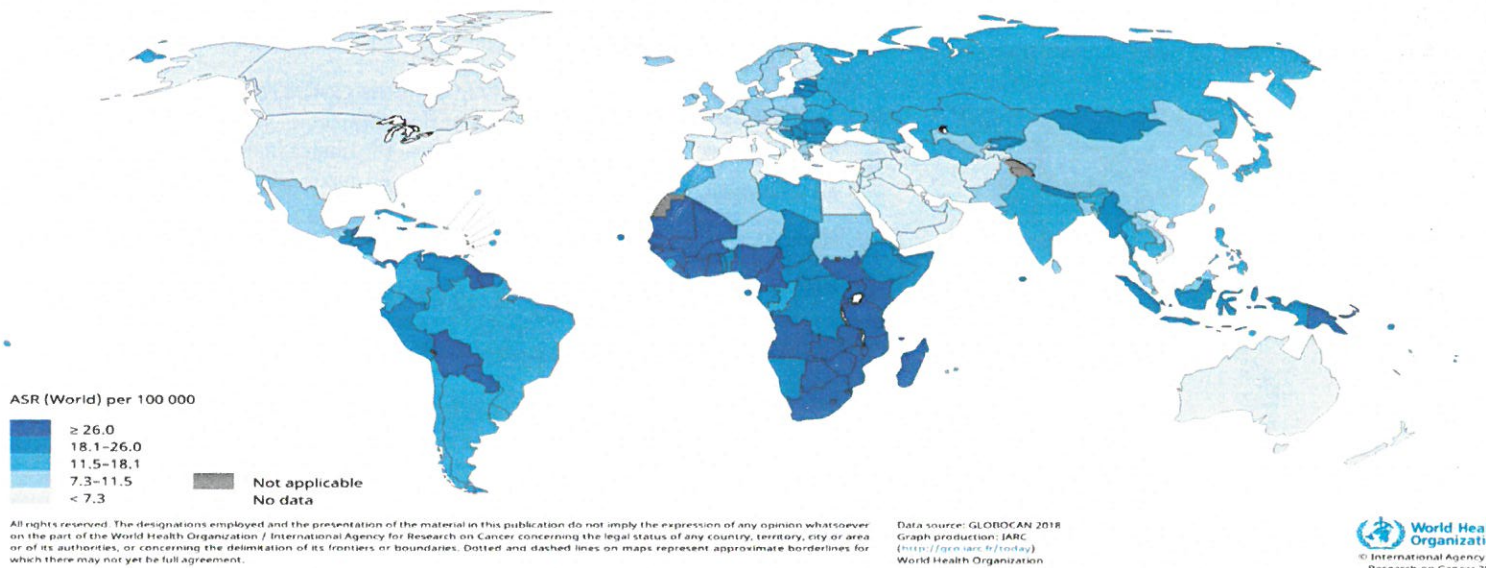 ASR (World) per 100 000
≥ 26.0
18.1–26.0
11.5–18.1
7.3–11.5
< 7.3
Not applicable
No data
All rights reserved. The designations employed and the presentation of the material in this publication do not imply the expression of any opinion whatsoever
on the part of the World Health Organization / International Agency for Research on Cancer concerning the legal status of any country, territory, city or area
or of its authorities, or concerning the delimitation of its frontiers or boundaries. Dotted and dashed lines on maps represent approximate borderlines for
which there may not yet be full agreement.
Data source: GLOBOCAN 2018
Graph production: IARC
(http://gco.iarc.fr/today)
World Health Organization
World Hea
Organizati
© International Agency
Research on Cancer 20